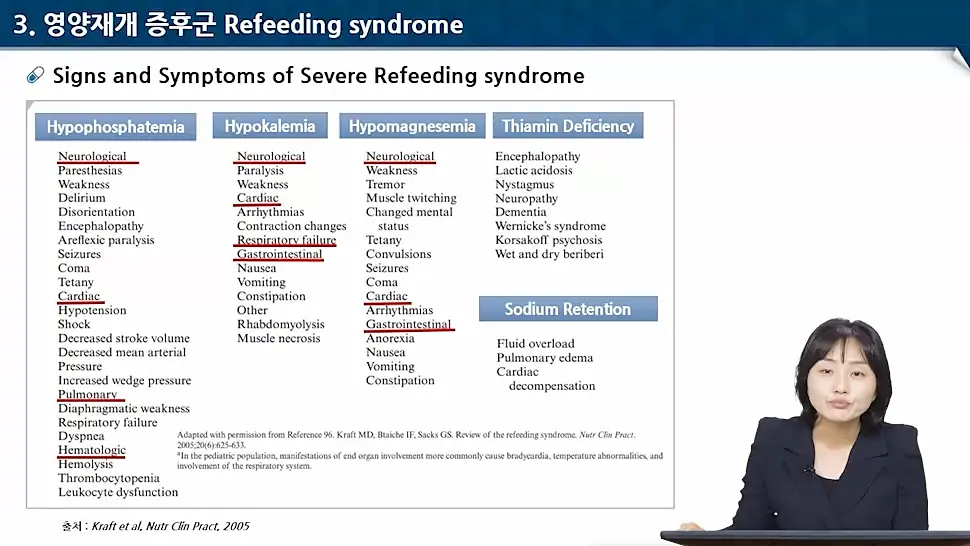 3. 영양재개 증후군 Refeeding syndrome
Signs and Symptoms of Severe Refeeding syndrome
Hypophosphatemia
Neurological
Paresthesias
Weakness
Delirium
Disorientation
Encephalopathy
Areflexic paralysis
Seizures
Coma
Tetany
Cardiac
Hypotension
Shock
Decreased stroke volume
Decreased mean arterial
Pressure
Increased wedge pressure
Pulmonary
Diaphragmatic weakness
Respiratory failure
Dyspnea
Hematologic
Hemolysis
Thrombocytopenia
Leukocyte dysfunction
Hypokalemia
Neurological
Paralysis
Weakness
Cardiac
Arrhythmias
Contraction changes
Respiratory failure
Gastrointestinal
Nausea
Vomiting
Constipation
Other
Rhabdomyolysis
Muscle necrosis
Hypomagnesemia
Neurological
Weakness
Tremor
Muscle twitching
Changed mental
status
Tetany
Convulsions
Seizures
Coma
Cardiac
Arrhythmias
Gastrointestinal
Anorexia
Nausea
Vomiting
Constipation
Thiamin Deficiency
Encephalopathy
Lactic acidosis
Nystagmus
Neuropathy
Dementia
Wernicke's syndrome
Korsakoff psychosis
Wet and dry beriberi
Sodium Retention
Fluid overload
Pulmonary edema
Cardiac
decompensation
Adapted with permission from Reference 96. Kraft MD, Btaiche IF, Sacks GS. Review of the refeeding syndrome. Nutr Clin Pract.
2005;20(6):625-633.
ªIn the pediatric population, manifestations of end organ involvement more commonly cause bradycardia, temperature abnormalities, and
involvement of the respiratory system.
출처 : Kraft et al, Nutr Clin Pract, 2005